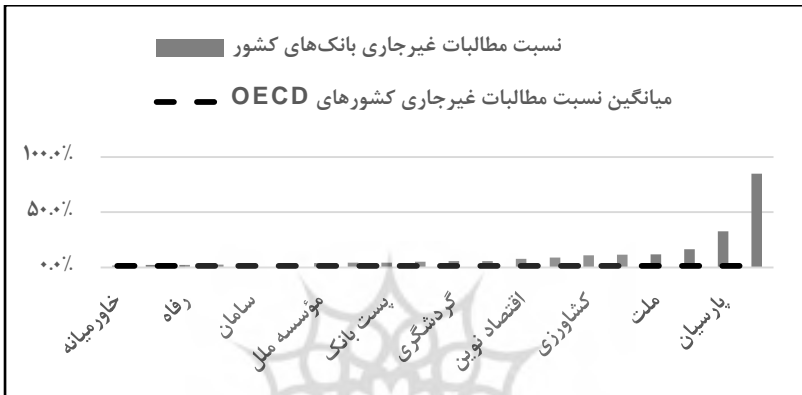 نسبت مطالبات غیرجاری بانک‌های کشور
میانگین نسبت مطالبات غیرجاری کشورهای OECD
۱۰۰.۰٪
۵۰.۰٪
۰.۰٪
خاورمیانه
رفاه
سامان
مؤسسه ملل
پست بانک
گردشگری
اقتصاد نوین
کشاورزی
ملت
پارسیان